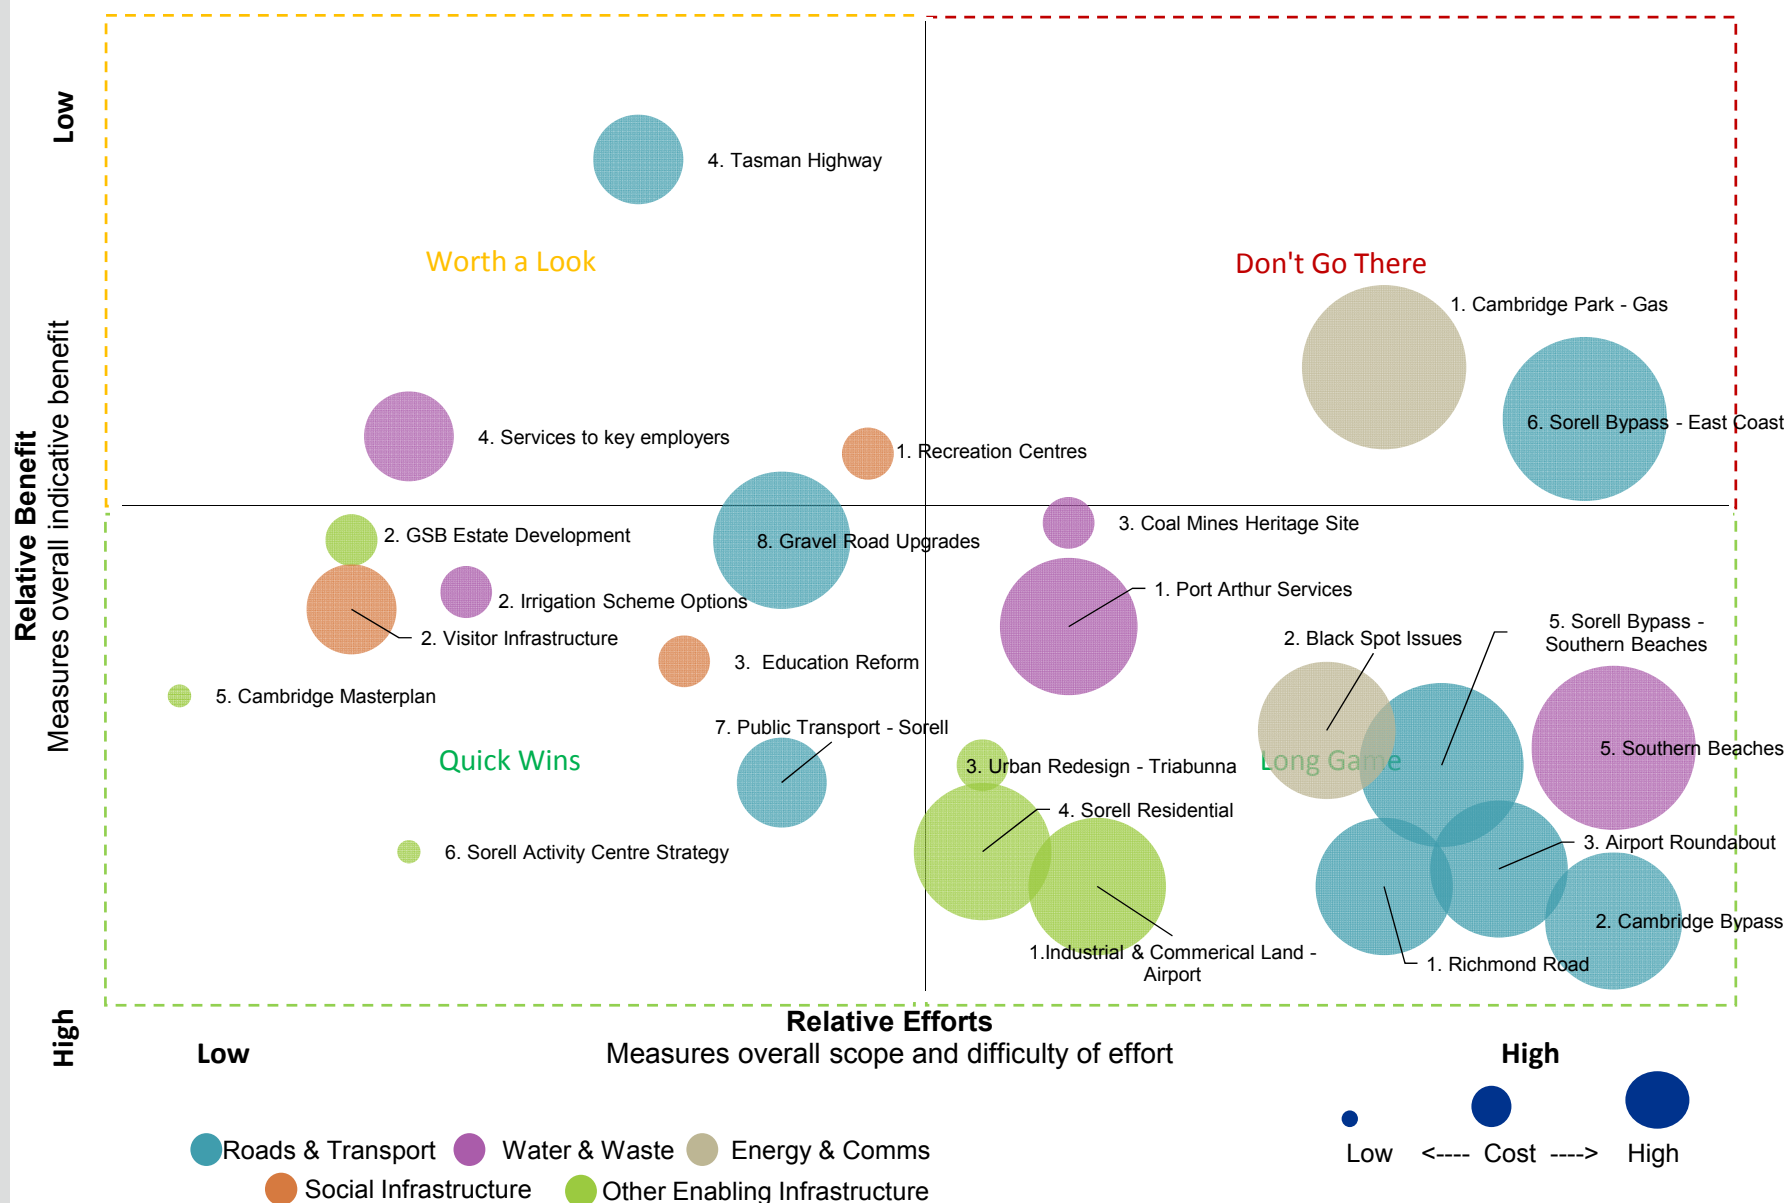 Low
4. Tasman Highway
Worth a Look
Don't Go There
1. Cambridge Park - Gas
6. Sorell Bypass - East Coast
4. Services to key employers
1. Recreation Centres
Relative Benefit
Measures overall indicative benefit
2. GSB Estate Development
8. Gravel Road Upgrades
3. Coal Mines Heritage Site
2. Irrigation Scheme Options
1. Port Arthur Services
2. Visitor Infrastructure
2. Black Spot Issues
5. Sorell Bypass -
Southern Beaches
3.  Education Reform
5. Cambridge Masterplan
7. Public Transport - Sorell
Quick Wins
3. Urban Redesign - Triabunna
Long Game
5. Southern Beaches
4. Sorell Residential
6. Sorell Activity Centre Strategy
3. Airport Roundabout
2. Cambridge Bypass
1.Industrial & Commerical Land -
Airport
1. Richmond Road
High
Relative Efforts
Low
Measures overall scope and difficulty of effort
High
Low <---- Cost ----> High
Roads & Transport
Water & Waste
Energy & Comms
Social Infrastructure
Other Enabling Infrastructure